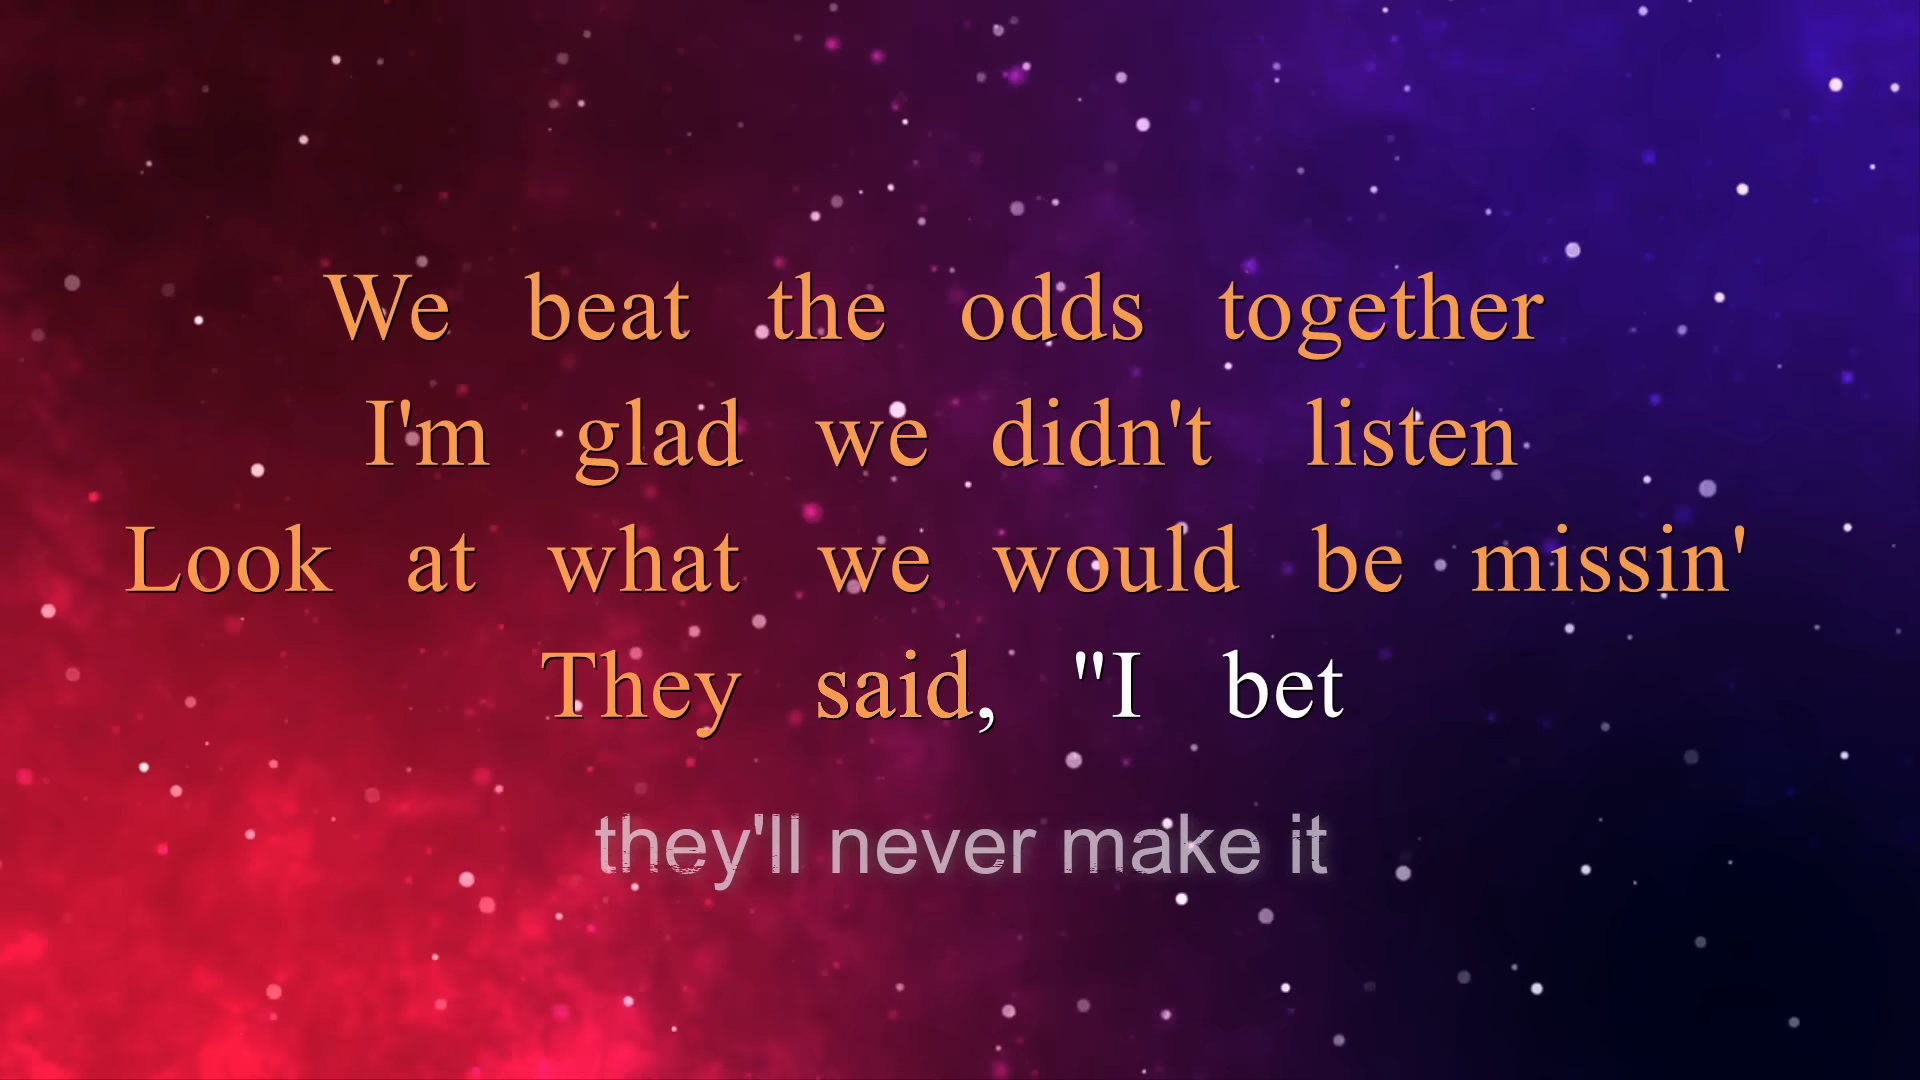 We beat the odds together
I'm glad we didn't listen
Look at what we would be missin'
They said, "I bet
they'll never make it